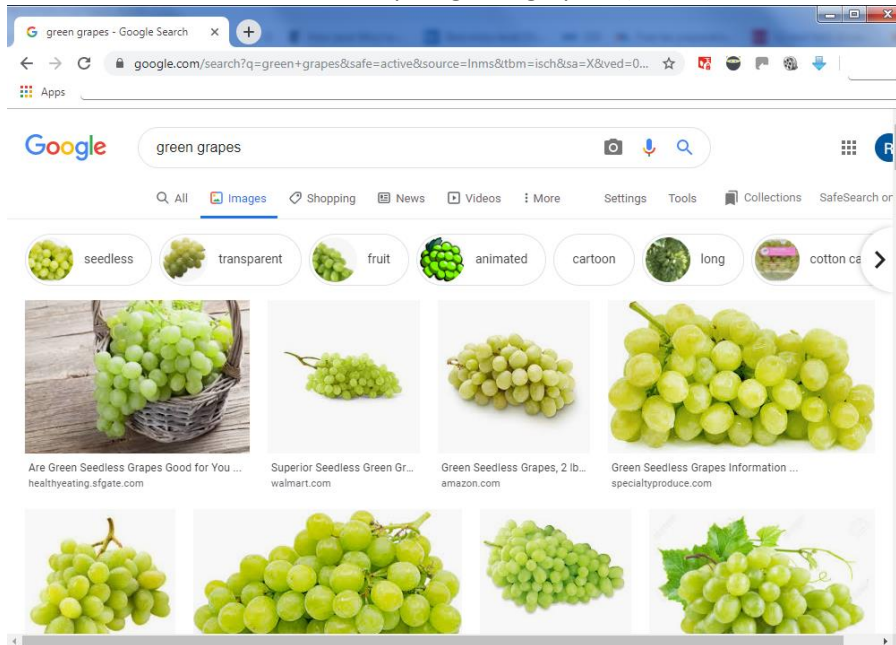 green grapes - Google Search
google.com/search?q=green+grapes&safe=active&source=lnms&tbm=isch&sa=X&ved=0...
Apps
Google
green grapes
R
All Images Shopping News Videos More Settings Tools Collections SafeSearch on
seedless transparent fruit animated cartoon long cotton ca
Are Green Seedless Grapes Good for You ...
healthyeating.sfgate.com
Superior Seedless Green Gr...
walmart.com
Green Seedless Grapes, 2 lb...
amazon.com
Green Seedless Grapes Information ...
specialtyproduce.com